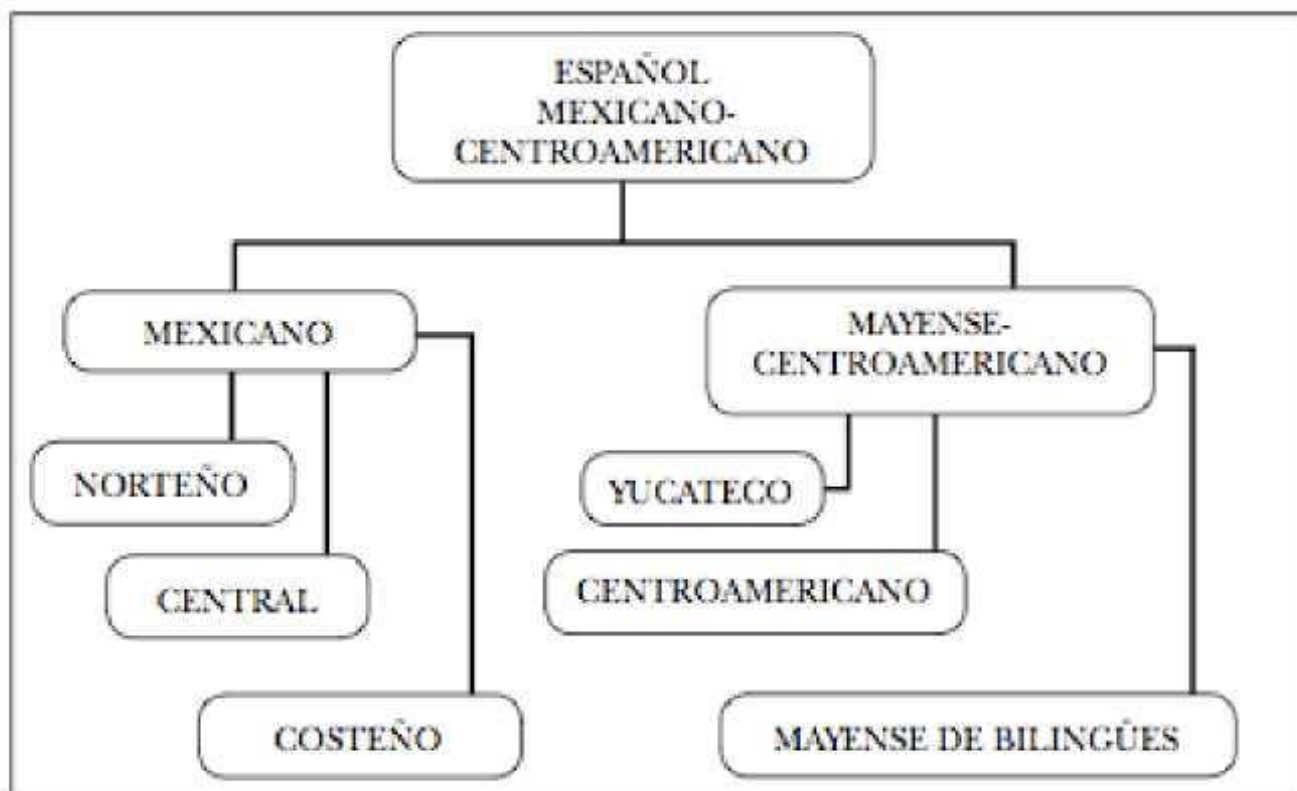 ESPAÑOL
MEXICANO-
CENTROAMERICANO
MEXICANO
MAYENSE-
CENTROAMERICANO
NORTEÑO
YUCATECO
CENTRAL
CENTROAMERICANO
COSTEÑO
MAYENSE DE BILINGÜES